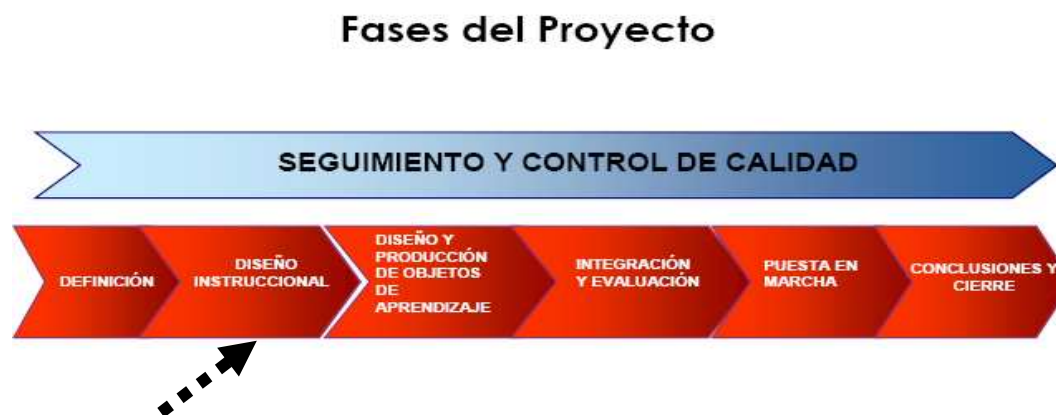 Fases del Proyecto
SEGUIMIENTO Y CONTROL DE CALIDAD
DEFINICIÓN
DISEÑO
INSTRUCCIONAL
DISEÑO Y
PRODUCCIÓN
DE OBJETOS
DE
APRENDIZAJE
INTEGRACIÓN
Y EVALUACIÓN
PUESTA EN
MARCHA
CONCLUSIONES Y
CIERRE